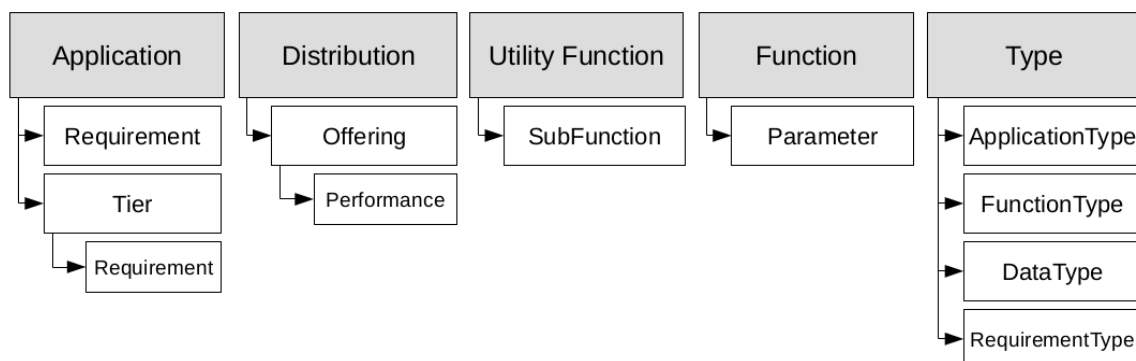 Application
Requirement
Tier
Requirement
Distribution
Offering
Performance
Utility Function
SubFunction
Function
Parameter
Type
ApplicationType
FunctionType
DataType
RequirementType